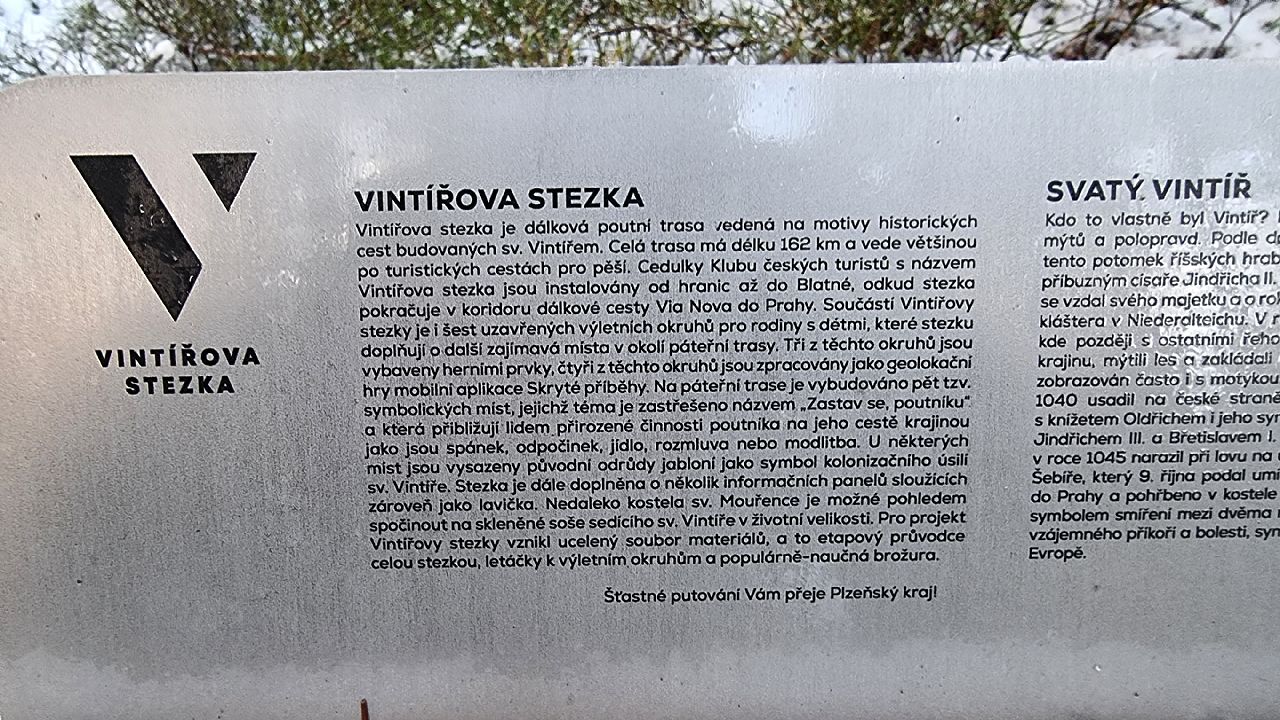 VINTÍŘOVA
STEZKA
VINTÍŘOVA STEZKA
Vintířova stezka je dálková poutní trasa vedená na motivy historických
cest budovaných sv. Vintířem. Celá trasa má délku 162 km a vede většinou
po turistických cestách pro pěší. Cedulky Klubu českých turistů s názvem
Vintířova stezka jsou instalovány od hranic až do Blatné, odkud stezka
pokračuje v koridoru dálkové cesty Via Nova do Prahy. Součástí Vintířovy
stezky je i šest uzavřených výletních okruhů pro rodiny s dětmi, které stezku
doplňují o další zajímavá místa v okolí páteřní trasy. Tři z těchto okruhů jsou
vybaveny herními prvky, čtyři z těchto okruhů jsou zpracovány jako geolokační
hry mobilní aplikace Skryté příběhy. Na páteřní trase je vybudováno pět tzv.
symbolických míst, jejichž téma je zastřešeno názvem „Zastav se, poutníku“
a která přibližují lidem přirozené činnosti poutníka na jeho cestě krajinou
jako jsou spánek, odpočinek, jídlo, rozmluva nebo modlitba. U některých
míst jsou vysazeny původní odrůdy jabloní jako symbol kolonizačního úsilí
sv. Vintíře. Stezka je dále doplněna o několik informačních panelů sloužících
zároveň jako lavička. Nedaleko kostela sv. Mouřence je možné pohledem
spočinout na skleněné soše sedícího sv. Vintíře v životní velikosti. Pro projekt
Vintířovy stezky vznikl ucelený soubor materiálů, a to etapový průvodce
celou stezkou, letáčky k výletním okruhům a populárně-naučná brožura.
Šťastné putování Vám přeje Plzeňský kraj!
SVATÝ VINTÍŘ
Kdo to vlastně byl Vintíř?
mýtů a polopravd. Podle
tento potomek říšských hrab
příbuzným císaře Jindřicha II.
se vzdal svého majetku a o ro
kláštera v Niederalteichu. V r
kde později s ostatními řeho
krajinu, mýtili les a zakládali
zobrazován často i s motykou
1040 usadil na české straně
s knížetem Oldřichem i jeho sy
Jindřichem III. a Břetislavem I.
v roce 1045 narazil při lovu na
Šebíře, který 9. října podal um
do Prahy a pohřbeno v kostele
symbolem smíření mezi dvěma
vzájemného příkoří a bolesti, sy
Evropě.